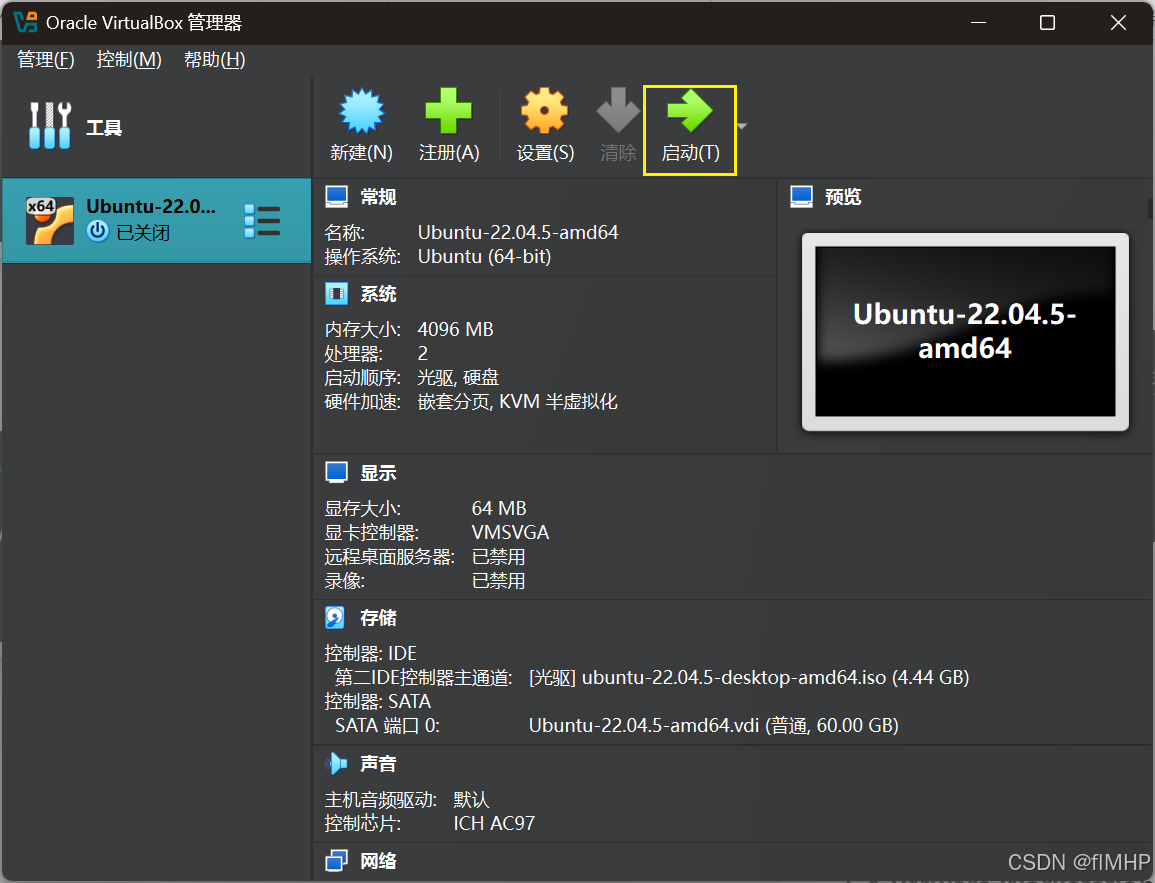 Oracle VirtualBox 管理器
管理(F) 控制(M) 帮助(H)
工具
新建(N) 注册(A) 设置(S) 清除 启动(T)
x64
Ubuntu-22.0...
已关闭
常规
名称: Ubuntu-22.04.5-amd64
操作系统: Ubuntu (64-bit)
系统
内存大小: 4096 MB
处理器: 2
启动顺序: 光驱, 硬盘
硬件加速: 嵌套分页, KVM 半虚拟化
预览
Ubuntu-22.04.5-
amd64
显示
显存大小: 64 MB
显卡控制器: VMSVGA
远程桌面服务器: 已禁用
录像: 已禁用
存储
控制器: IDE
第二IDE控制器主通道: [光驱] ubuntu-22.04.5-desktop-amd64.iso (4.44 GB)
控制器: SATA
SATA 端口 0: Ubuntu-22.04.5-amd64.vdi (普通, 60.00 GB)
声音
主机音频驱动: 默认
控制芯片: ICH AC97
网络
CSDN @flMHP